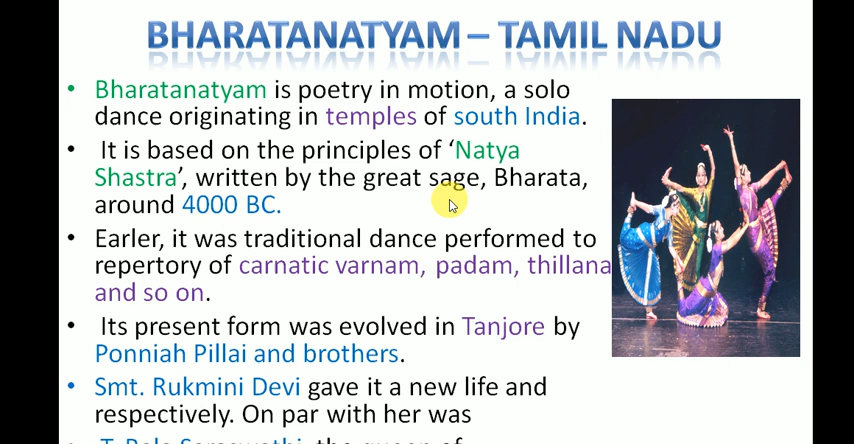 BHARATANATYAM – TAMIL NADU
• Bharatanatyam is poetry in motion, a solo
dance originating in temples of south India.
• It is based on the principles of ‘Natya
Shastra’, written by the great sage, Bharata,
around 4000 BC.
• Earler, it was traditional dance performed to
repertory of carnatic varnam, padam, thillana
and so on.
• Its present form was evolved in Tanjore by
Ponniah Pillai and brothers.
• Smt. Rukmini Devi gave it a new life and
respectively. On par with her was